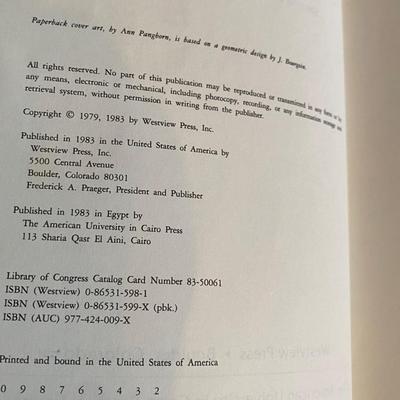 Paperback cover art, by Ann Pangborn, is based on a geometric design by J. Bourgoin.
All rights reserved. No part of this publication may be reproduced or transmitted in any form or by
any means, electronic or mechanical, including photocopy, recording, or any information storage and
retrieval system, without permission in writing from the publisher.
Copyright © 1979, 1983 by Westview Press, Inc.
Published in 1983 in the United States of America by
Westview Press, Inc.
5500 Central Avenue
Boulder, Colorado 80301
Frederick A. Praeger, President and Publisher
Published in 1983 in Egypt by
The American University in Cairo Press
113 Sharia Qasr El Aini, Cairo
Library of Congress Catalog Card Number 83-50061
ISBN (Westview) 0-86531-598-1
ISBN (Westview) 0-86531-599-X (pbk.)
ISBN (AUC) 977-424-009-X
Printed and bound in the United States of America
0 9 8 7 6 5 4 3 2